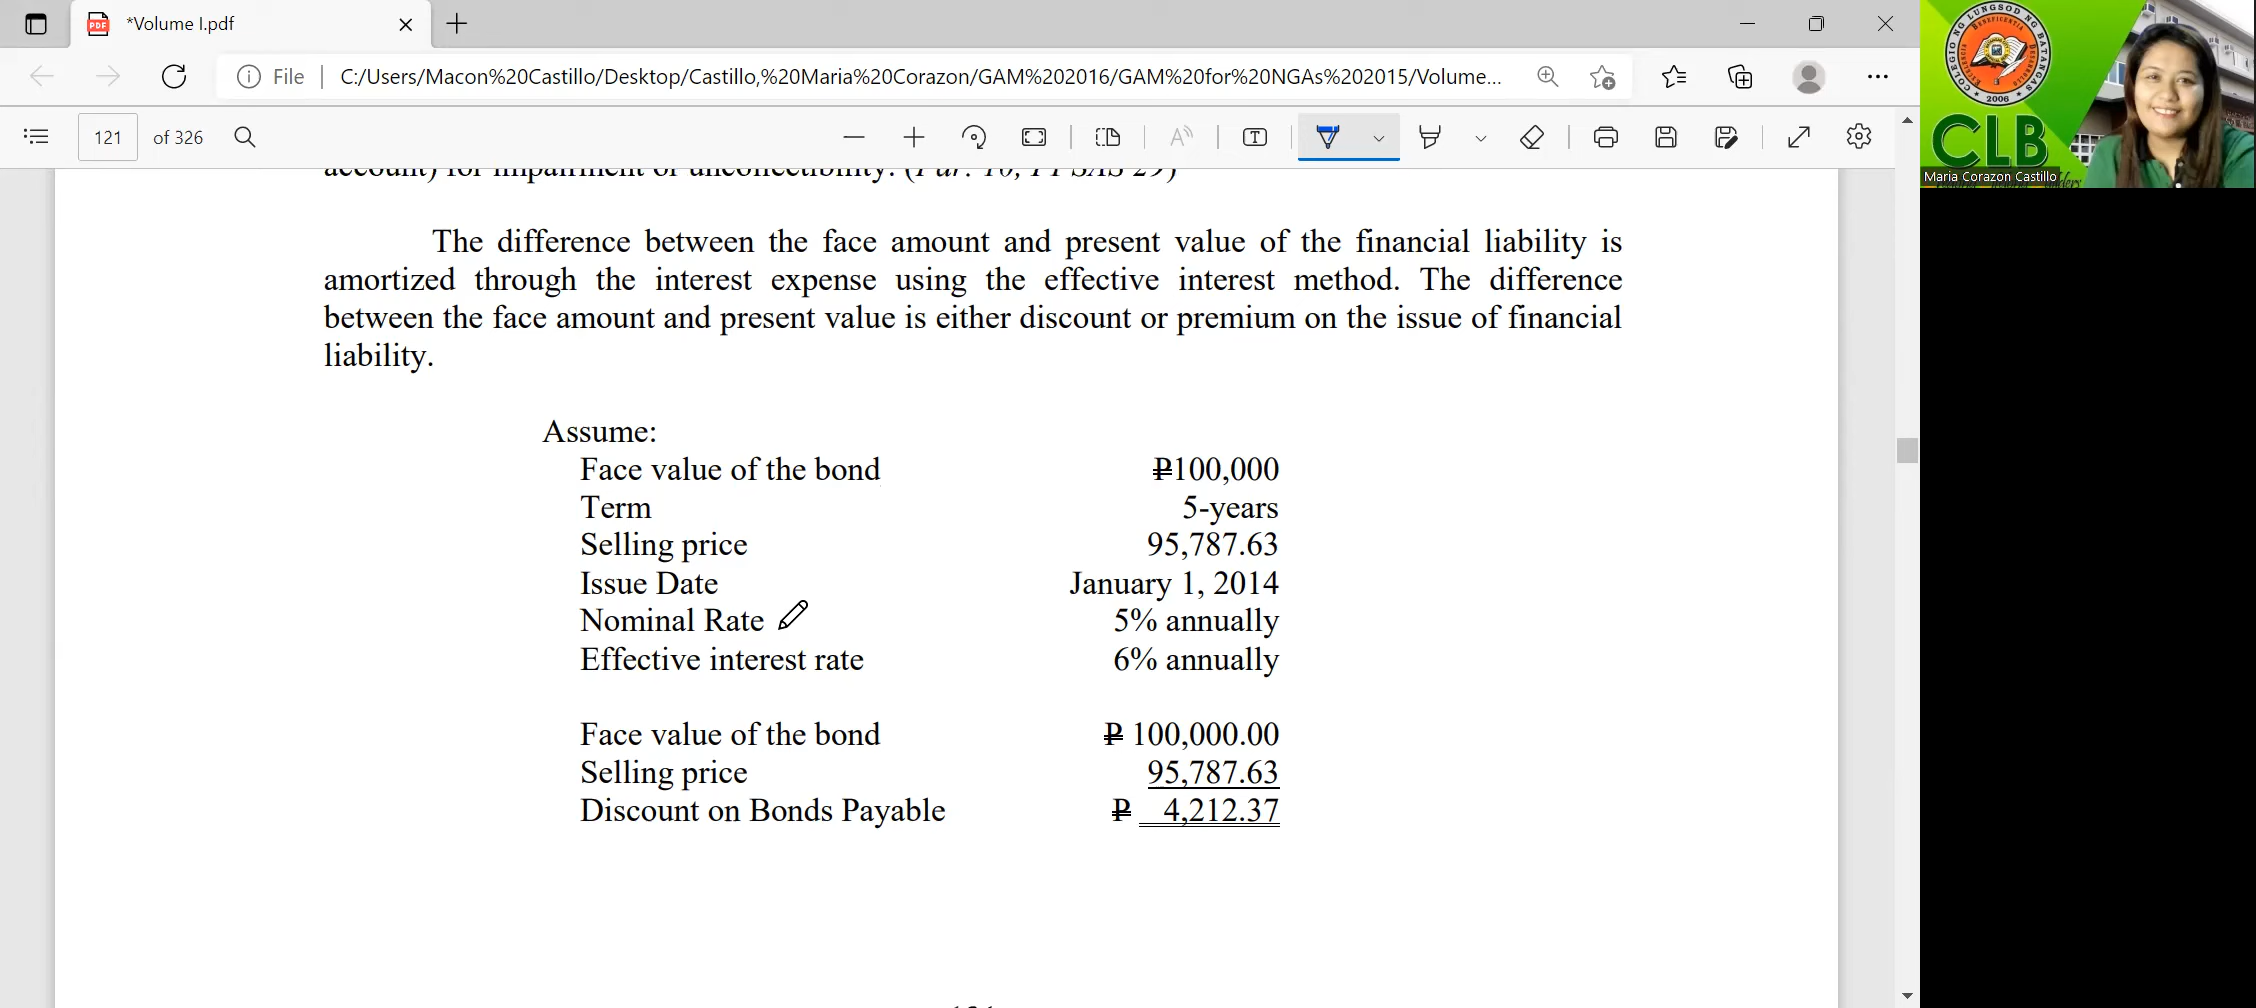 *Volume I.pdf
File
C:/Users/Macon%20Castillo/Desktop/Castillo,%20Maria%20Corazon/GAM%202016/GAM%20for%20NGAs%202015/Volume...
121 of 326
The difference between the face amount and present value of the financial liability is
amortized through the interest expense using the effective interest method. The difference
between the face amount and present value is either discount or premium on the issue of financial
liability.
Assume:
Face value of the bond ₱100,000
Term 5-years
Selling price 95,787.63
Issue Date January 1, 2014
Nominal Rate 5% annually
Effective interest rate 6% annually
Face value of the bond ₱ 100,000.00
Selling price 95,787.63
Discount on Bonds Payable ₱ 4,212.37
COLEGIO NG LUNGSOD NG BATANGAS
2006
CLB
Maria Corazon Castillo